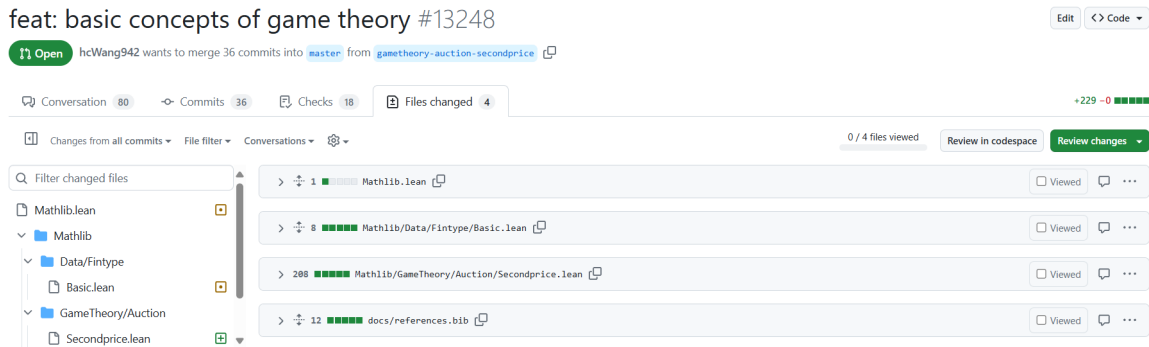 feat: basic concepts of game theory #13248
Edit
<> Code
Open
hcWang942 wants to merge 36 commits into master from gametheory-auction-secondprice
Conversation 80
Commits 36
Checks 18
Files changed 4
+229 −0
Changes from all commits
File filter
Conversations
0 / 4 files viewed
Review in codespace
Review changes
Filter changed files
Mathlib.lean
Mathlib
Data/Fintype
Basic.lean
GameTheory/Auction
Secondprice.lean
1 Mathlib.lean
Viewed
8 Mathlib/Data/Fintype/Basic.lean
Viewed
208 Mathlib/GameTheory/Auction/Secondprice.lean
Viewed
12 docs/references.bib
Viewed